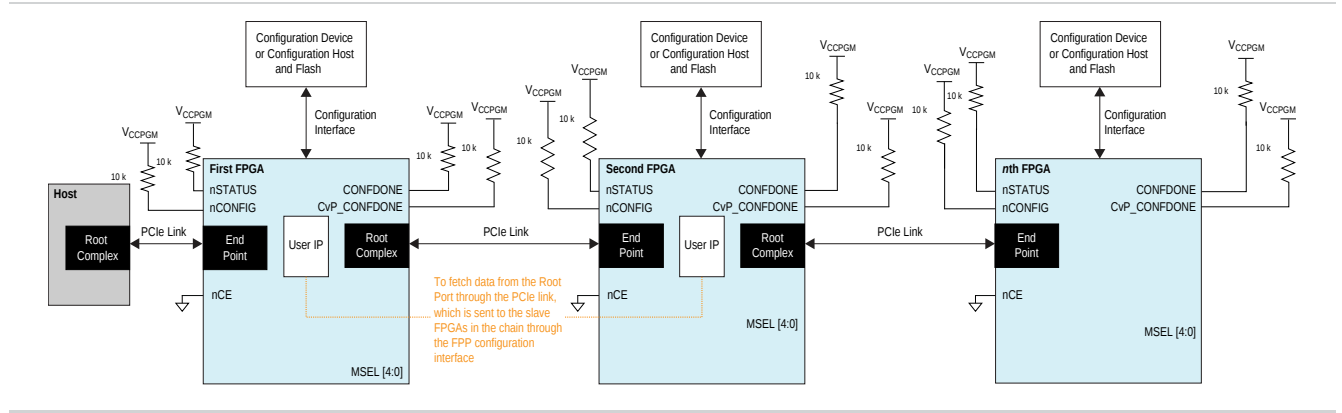 Configuration Device
or Configuration Host
and Flash
Configuration Device
or Configuration Host
and Flash
Configuration Device
or Configuration Host
and Flash
VCCPGM
VCCPGM
VCCPGM
VCCPGM
VCCPGM
VCCPGM
VCCPGM
VCCPGM
VCCPGM
VCCPGM
VCCPGM
VCCPGM
10 k
10 k
10 k
10 k
10 k
10 k
10 k
10 k
10 k
10 k
10 k
10 k
Configuration
Interface
Configuration
Interface
Configuration
Interface
Host
Root
Complex
PCIe Link
First FPGA
nSTATUS
nCONFIG
CONFDONE
CvP_CONFDONE
End
Point
User IP
Root
Complex
nCE
MSEL [4:0]
PCIe Link
To fetch data from the Root
Port through the PCIe link,
which is sent to the slave
FPGAs in the chain through
the FPP configuration
interface
Second FPGA
nSTATUS
nCONFIG
CONFDONE
CvP_CONFDONE
End
Point
User IP
Root
Complex
nCE
MSEL [4:0]
PCIe Link
nth FPGA
nSTATUS
nCONFIG
CONFDONE
CvP_CONFDONE
End
Point
nCE
MSEL [4:0]